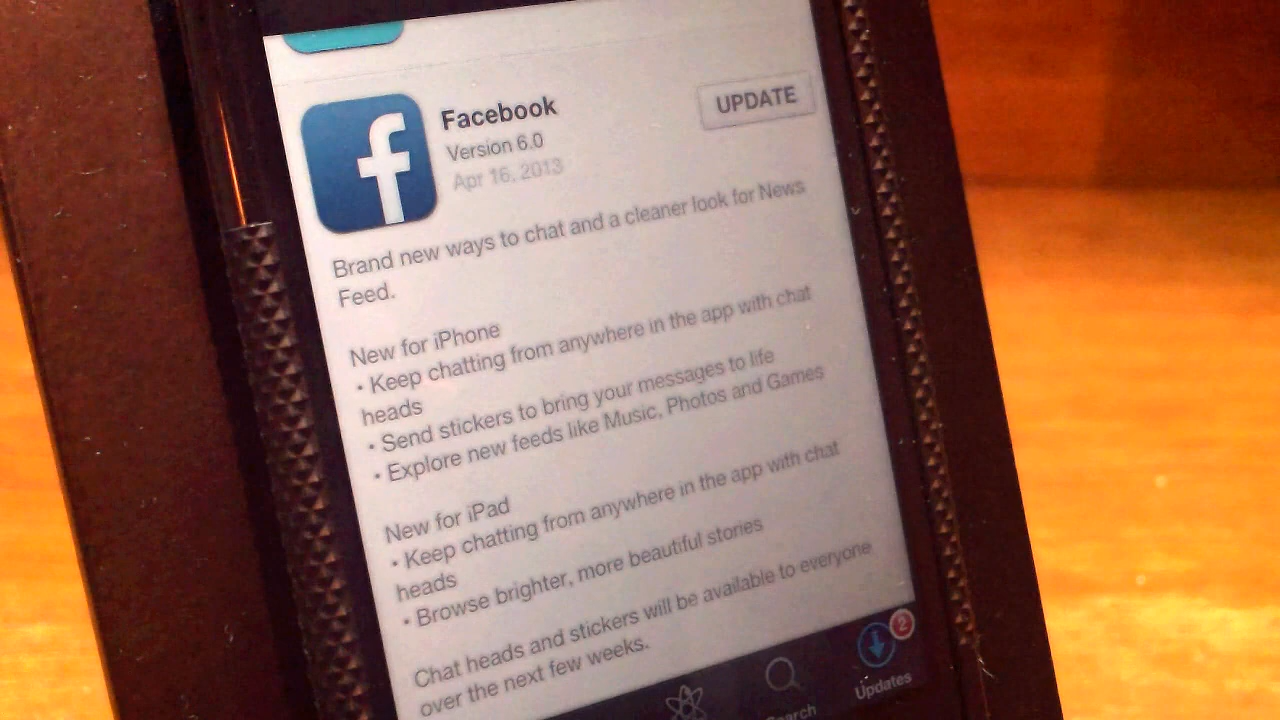 f
Facebook
UPDATE
Version 6.0
Apr 16, 2013
Brand new ways to chat and a cleaner look for News
Feed.
New for iPhone
• Keep chatting from anywhere in the app with chat
heads
• Send stickers to bring your messages to life
• Explore new feeds like Music, Photos and Games
New for iPad
• Keep chatting from anywhere in the app with chat
heads
• Browse brighter, more beautiful stories
Chat heads and stickers will be available to everyone
over the next few weeks.
2
Search
Updates